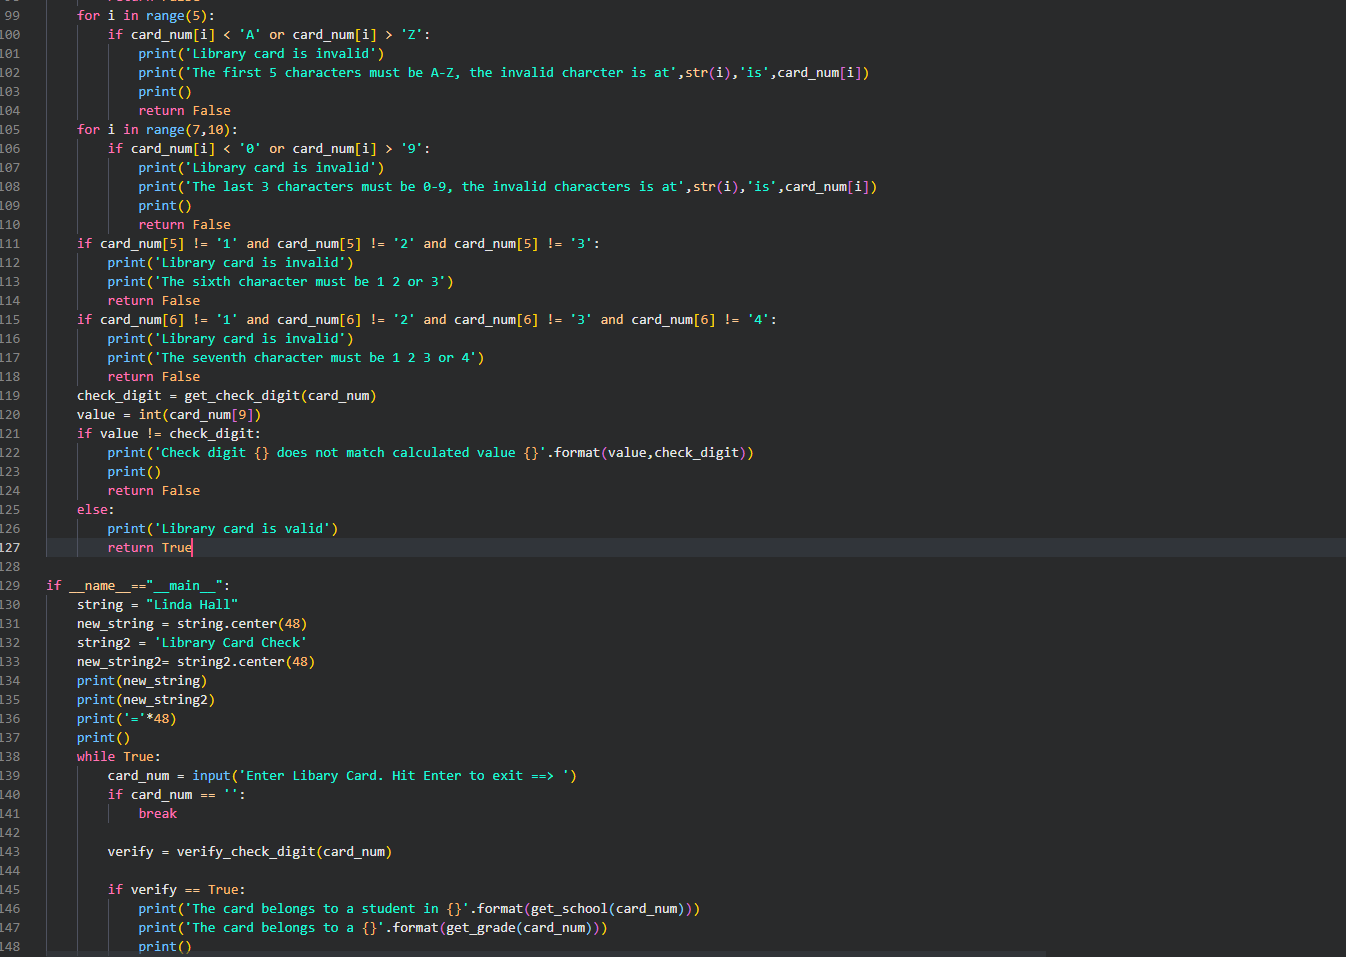 99 for i in range(5):
100 if card_num[i] < 'A' or card_num[i] > 'Z':
101 print('Library card is invalid')
102 print('The first 5 characters must be A-Z, the invalid charcter is at',str(i),'is',card_num[i])
103 print()
104 return False
105 for i in range(7,10):
106 if card_num[i] < '0' or card_num[i] > '9':
107 print('Library card is invalid')
108 print('The last 3 characters must be 0-9, the invalid characters is at',str(i),'is',card_num[i])
109 print()
110 return False
111 if card_num[5] != '1' and card_num[5] != '2' and card_num[5] != '3':
112 print('Library card is invalid')
113 print('The sixth character must be 1 2 or 3')
114 return False
115 if card_num[6] != '1' and card_num[6] != '2' and card_num[6] != '3' and card_num[6] != '4':
116 print('Library card is invalid')
117 print('The seventh character must be 1 2 3 or 4')
118 return False
119 check_digit = get_check_digit(card_num)
120 value = int(card_num[9])
121 if value != check_digit:
122 print('Check digit {} does not match calculated value {}'.format(value,check_digit))
123 print()
124 return False
125 else:
126 print('Library card is valid')
127 return True
128
129 if __name__=="__main__":
130 string = "Linda Hall"
131 new_string = string.center(48)
132 string2 = 'Library Card Check'
133 new_string2= string2.center(48)
134 print(new_string)
135 print(new_string2)
136 print('='*48)
137 print()
138 while True:
139 card_num = input('Enter Libary Card. Hit Enter to exit ==> ')
140 if card_num == '':
141 break
142
143 verify = verify_check_digit(card_num)
144
145 if verify == True:
146 print('The card belongs to a student in {}'.format(get_school(card_num)))
147 print('The card belongs to a {}'.format(get_grade(card_num)))
148 print()